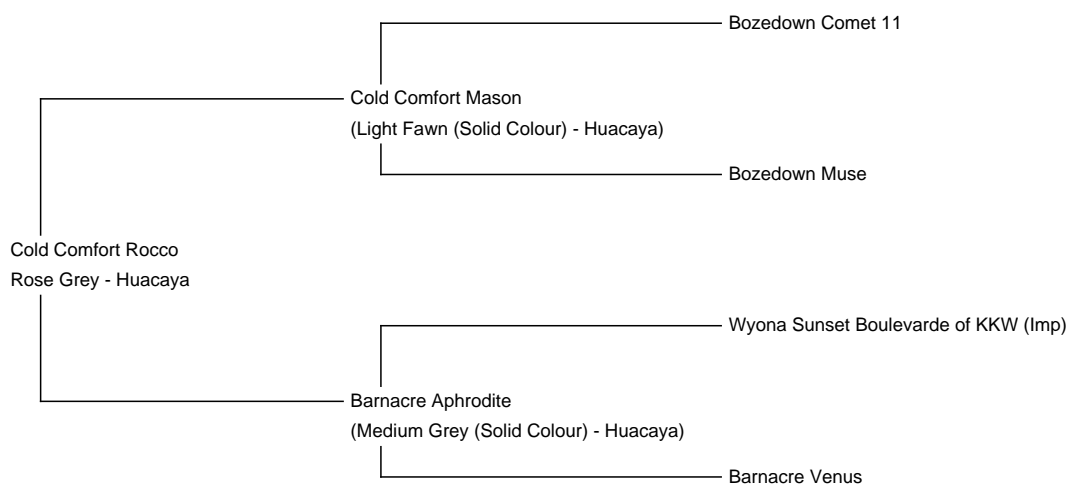 Bozedown Comet 11
Cold Comfort Mason
(Light Fawn (Solid Colour) - Huacaya)
Bozedown Muse
Cold Comfort Rocco
Rose Grey - Huacaya
Wyona Sunset Boulevarde of KKW (Imp)
Barnacre Aphrodite
(Medium Grey (Solid Colour) - Huacaya)
Barnacre Venus